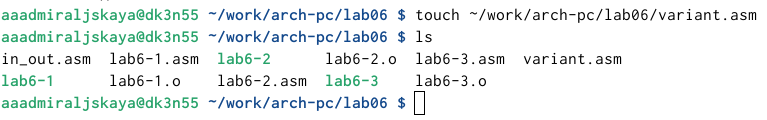 aaadmiraljskaya@dk3n55 ~/work/arch-pc/lab06 $ touch ~/work/arch-pc/lab06/variant.asm
aaadmiraljskaya@dk3n55 ~/work/arch-pc/lab06 $ ls
in_out.asm lab6-1.asm lab6-2 lab6-2.o lab6-3.asm variant.asm
lab6-1 lab6-1.o lab6-2.asm lab6-3 lab6-3.o
aaadmiraljskaya@dk3n55 ~/work/arch-pc/lab06 $